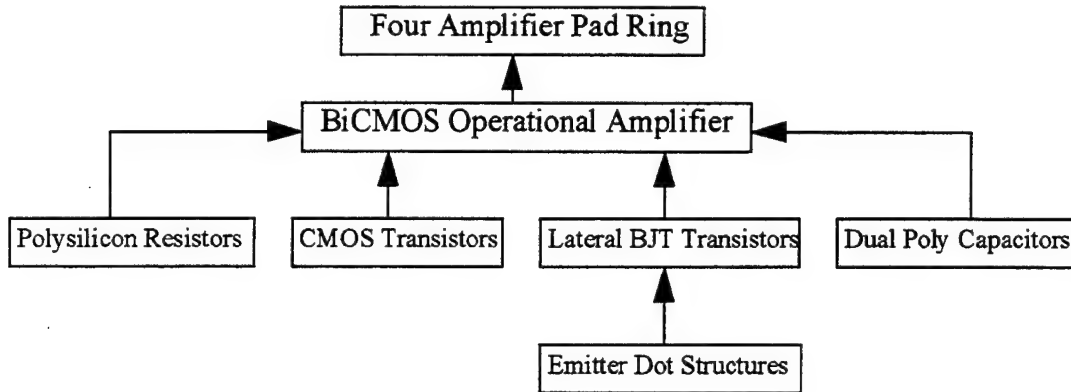 Four Amplifier Pad Ring
BiCMOS Operational Amplifier
Polysilicon Resistors
CMOS Transistors
Lateral BJT Transistors
Dual Poly Capacitors
Emitter Dot Structures